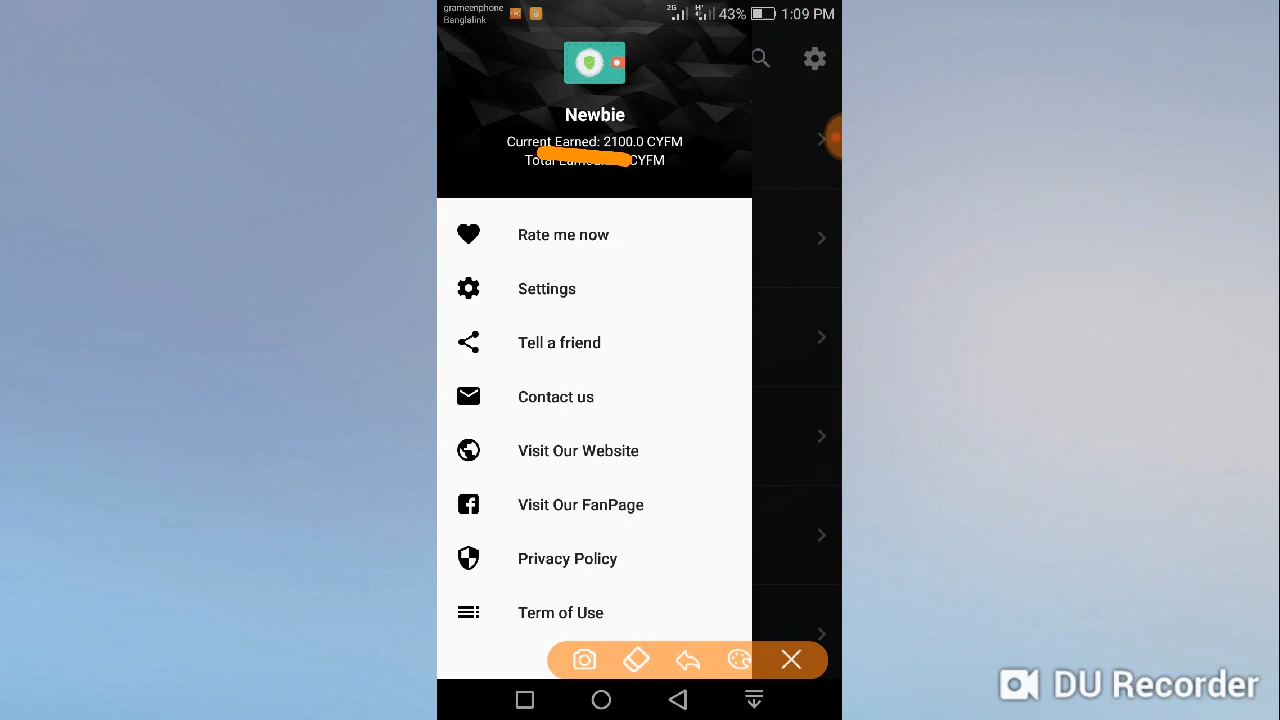 grameenphone
Banglalink
2G
H+
43%
1:09 PM
Newbie
Current Earned: 2100.0 CYFM
Total CYFM
Rate me now
Settings
Tell a friend
Contact us
Visit Our Website
Visit Our FanPage
Privacy Policy
Term of Use
DU Recorder